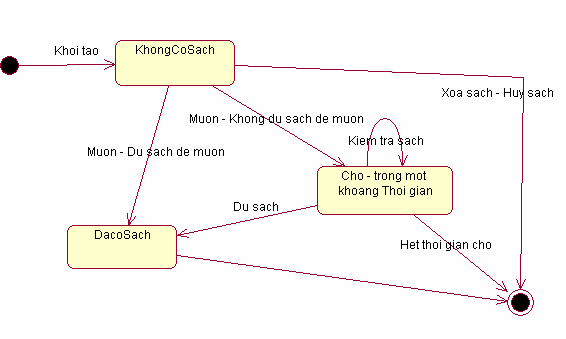 Khoi tao
KhongCoSach
Xoa sach - Huy sach
Muon - Khong du sach de muon
Kiem tra sach
Muon - Du sach de muon
Cho - trong mot
khoang Thoi gian
Du sach
DacoSach
Het thoi gian cho